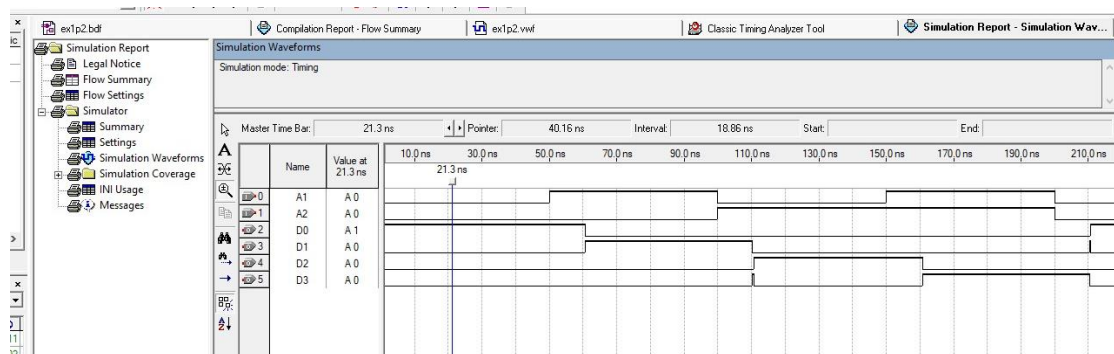 ex1p2.bdf
Compilation Report - Flow Summary
ex1p2.vwf
Classic Timing Analyzer Tool
Simulation Report - Simulation Wav...
Simulation Report
Legal Notice
Flow Summary
Flow Settings
Simulator
Summary
Settings
Simulation Waveforms
Simulation Coverage
INI Usage
Messages
Simulation Waveforms
Simulation mode: Timing
Master Time Bar: 21.3 ns Pointer: 40.16 ns Interval: 18.86 ns Start: End:
Name Value at 21.3 ns
10.0 ns 30.0 ns 50.0 ns 70.0 ns 90.0 ns 110.0 ns 130.0 ns 150.0 ns 170.0 ns 190.0 ns 210.0 ns
21.3 ns
0 A1 A 0
1 A2 A 0
2 D0 A 1
3 D1 A 0
4 D2 A 0
5 D3 A 0